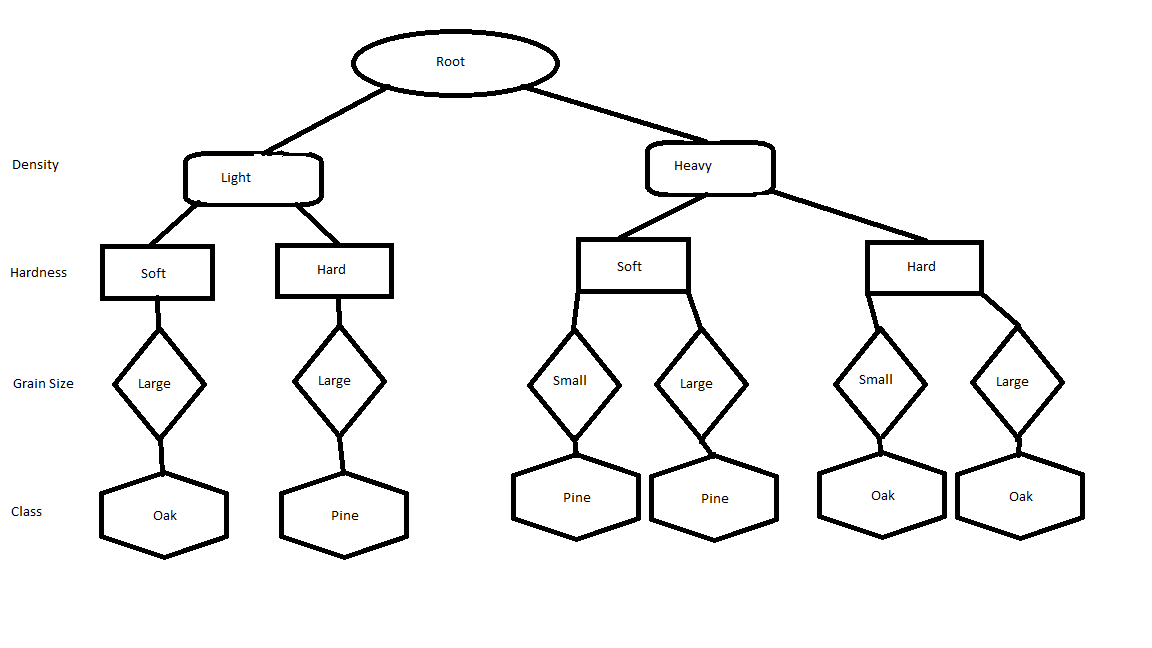 Root
Density
Light
Heavy
Hardness
Soft
Hard
Soft
Hard
Grain Size
Large
Large
Small
Large
Small
Large
Class
Oak
Pine
Pine
Pine
Oak
Oak